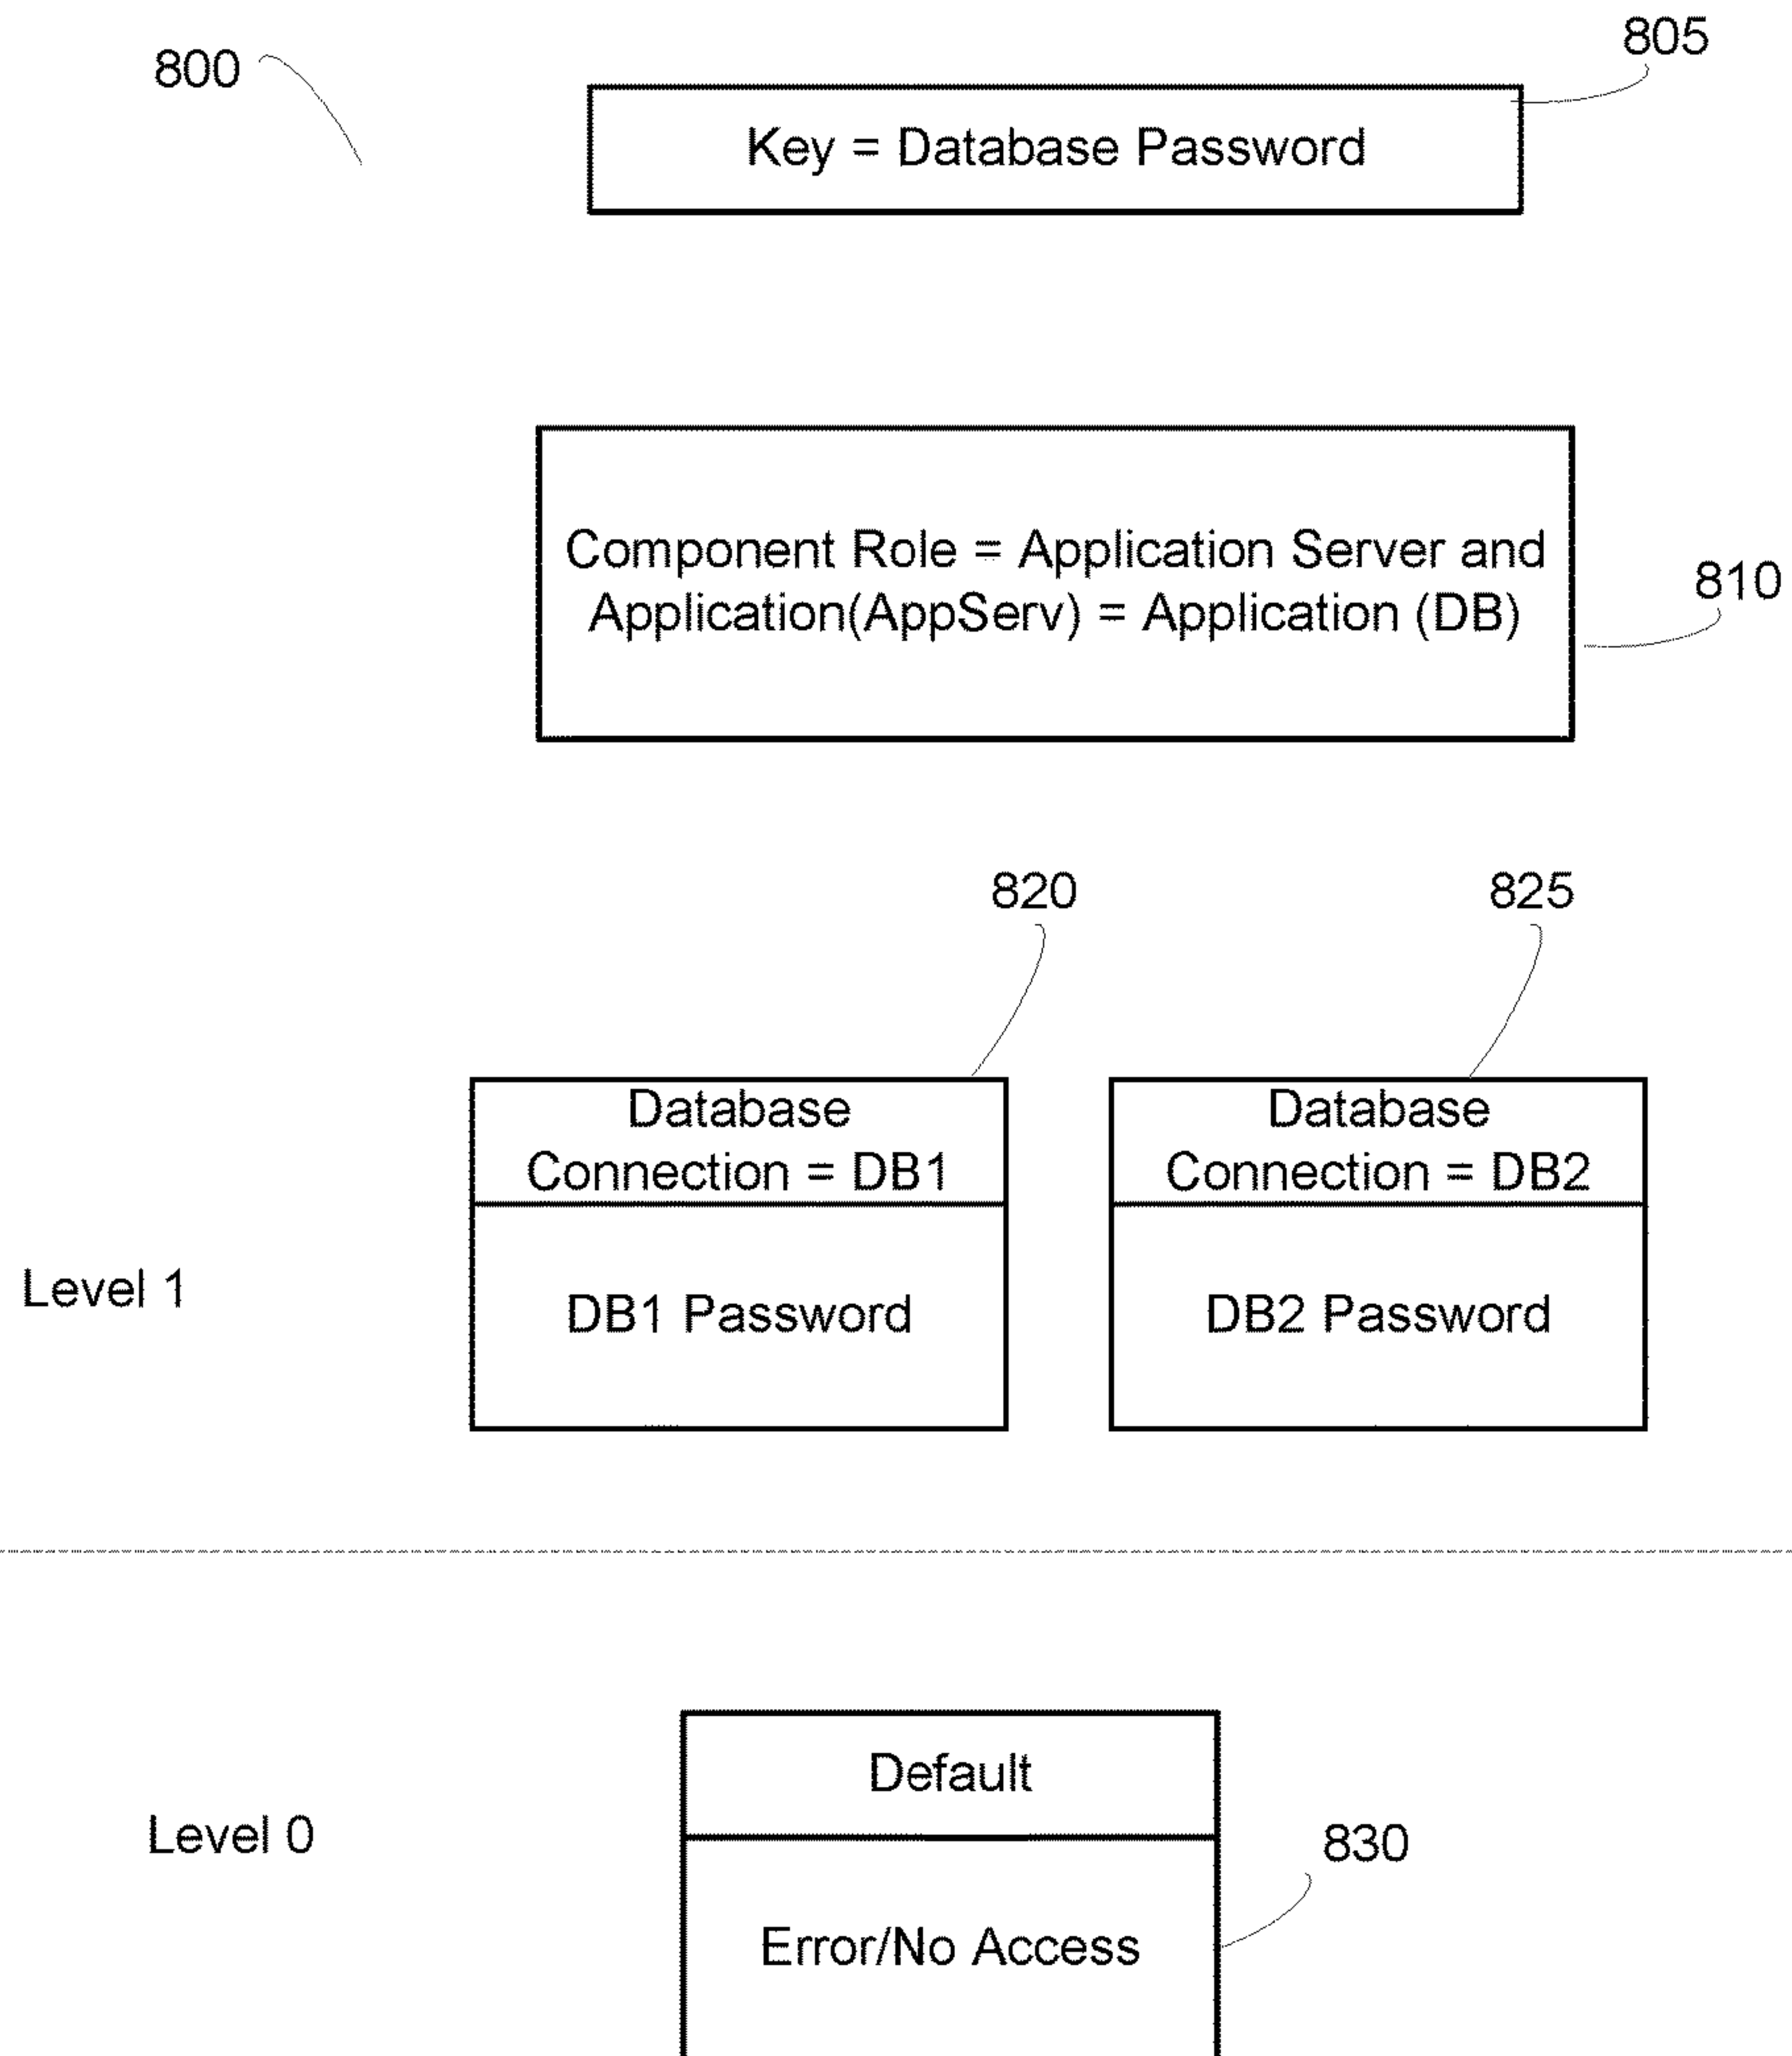 800
805
Key = Database Password
Component Role = Application Server and
Application(AppServ) = Application (DB)
810
820
825
Database
Connection = DB1
Database
Connection = DB2
Level 1
DB1 Password
DB2 Password
Default
Level 0
830
Error/No Access